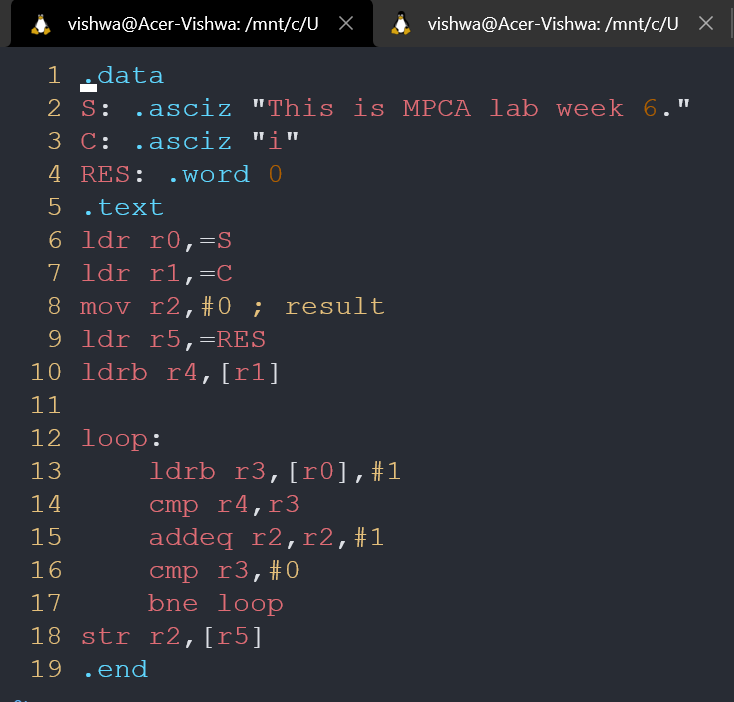 vishwa@Acer-Vishwa: /mnt/c/U vishwa@Acer-Vishwa: /mnt/c/U
1 .data
2 S: .asciz "This is MPCA lab week 6."
3 C: .asciz "i"
4 RES: .word 0
5 .text
6 ldr r0,=S
7 ldr r1,=C
8 mov r2,#0 ; result
9 ldr r5,=RES
10 ldrb r4,[r1]
11
12 loop:
13     ldrb r3,[r0],#1
14     cmp r4,r3
15     addeq r2,r2,#1
16     cmp r3,#0
17     bne loop
18 str r2,[r5]
19 .end